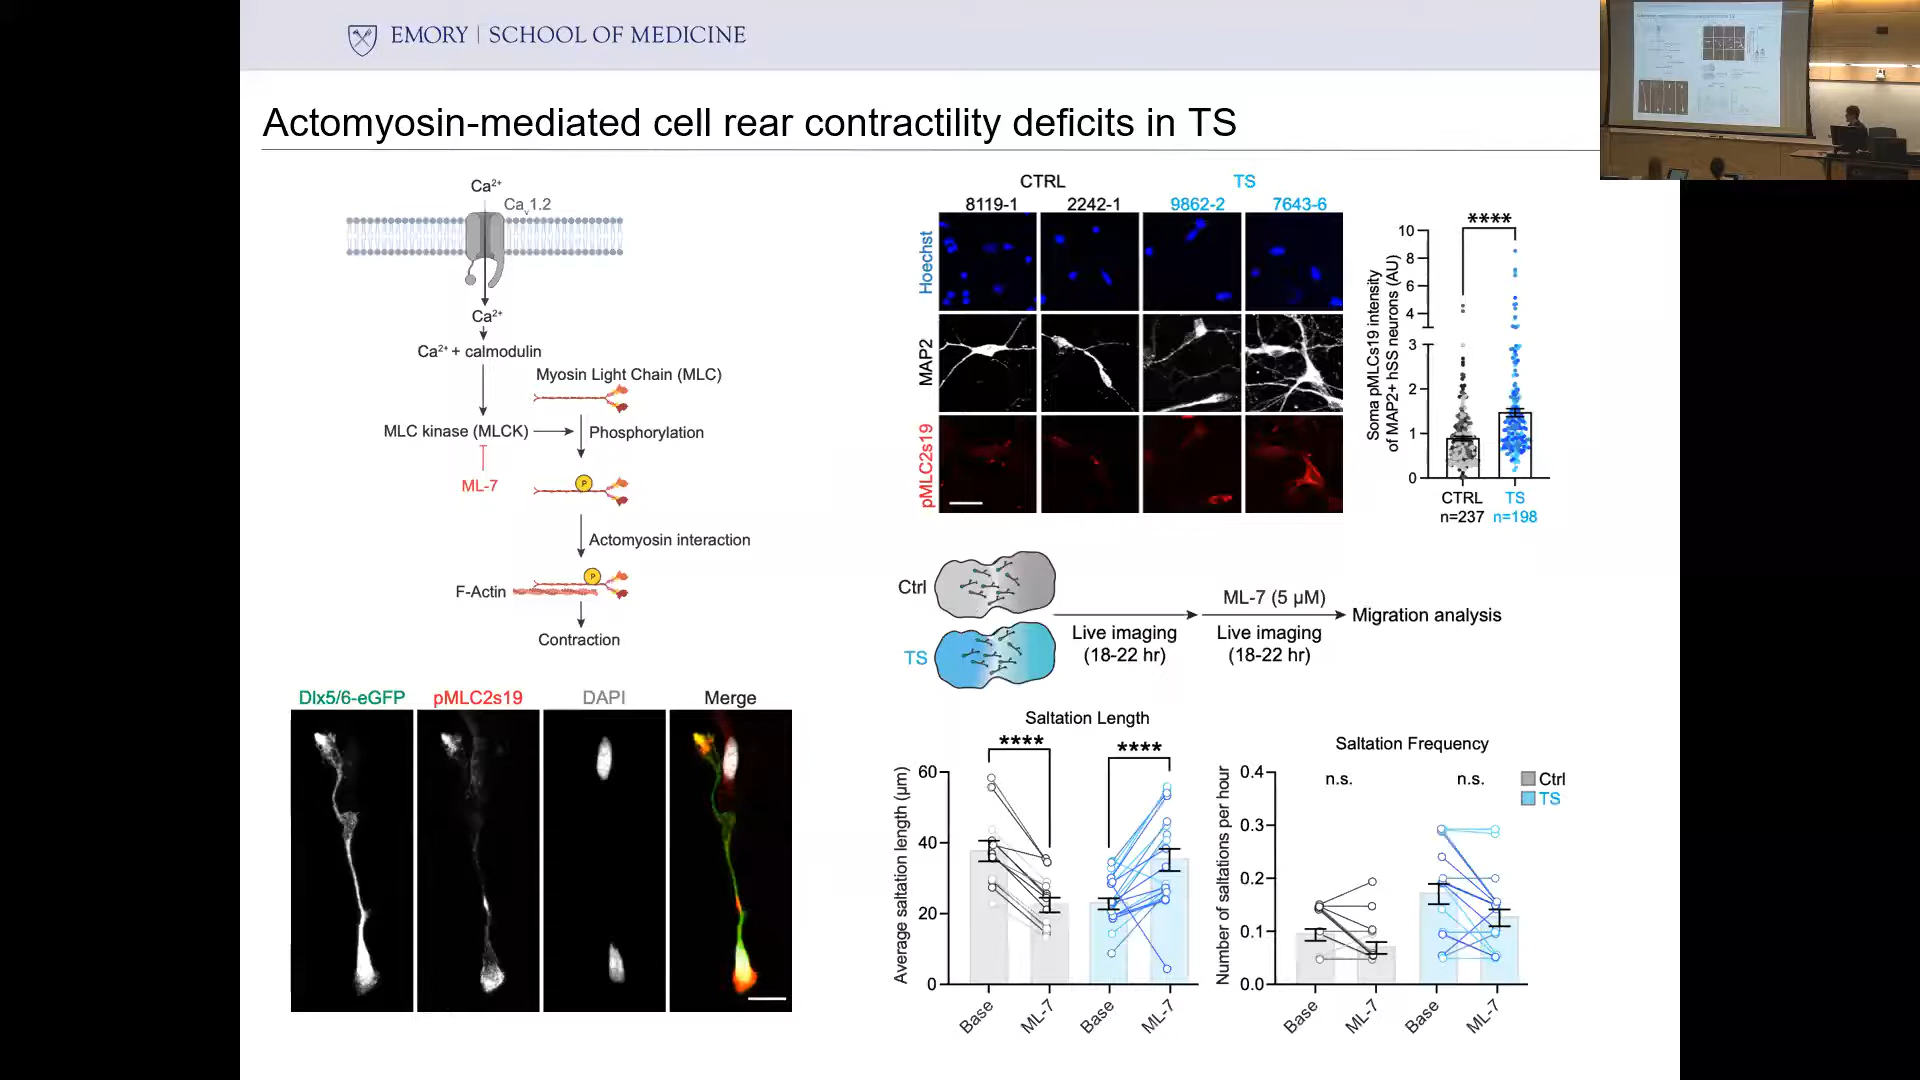 EMORY | SCHOOL OF MEDICINE
Actomyosin-mediated cell rear contractility deficits in TS
Ca²⁺
Caᵥ1.2
Ca²⁺
Ca²⁺ + calmodulin
Myosin Light Chain (MLC)
MLC kinase (MLCK)
Phosphorylation
ML-7
P
Actomyosin interaction
P
F-Actin
Contraction
Dlx5/6-eGFP pMLC2s19 DAPI Merge
CTRL TS
8119-1 2242-1 9862-2 7643-6
Hoechst
MAP2
pMLC2s19
****
Soma pMLCs19 intensity
of MAP2+ hSS neurons (AU)
10
8
6
4
3
2
1
0
CTRL TS
n=237 n=198
Ctrl
TS
Live imaging
(18-22 hr)
ML-7 (5 µM)
Live imaging
(18-22 hr)
Migration analysis
Saltation Length
**** ****
Average saltation length (µm)
60
40
20
0
Base ML-7 Base ML-7
Saltation Frequency
n.s. n.s.
Ctrl
TS
Number of saltations per hour
0.4
0.3
0.2
0.1
0.0
Base ML-7 Base ML-7